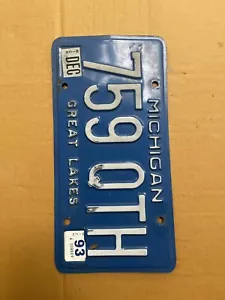 MICHIGAN
DEC
759 QTH
93
GREAT LAKES